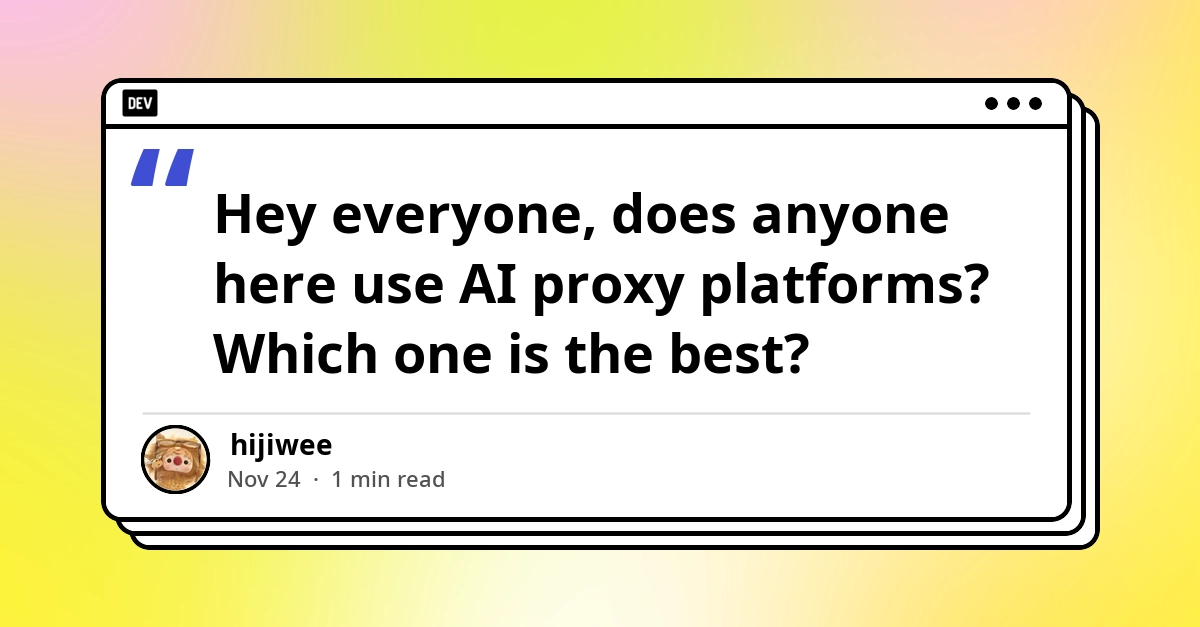 DEV
Hey everyone, does anyone
here use AI proxy platforms?
Which one is the best?
hijiwee
Nov 24 · 1 min read